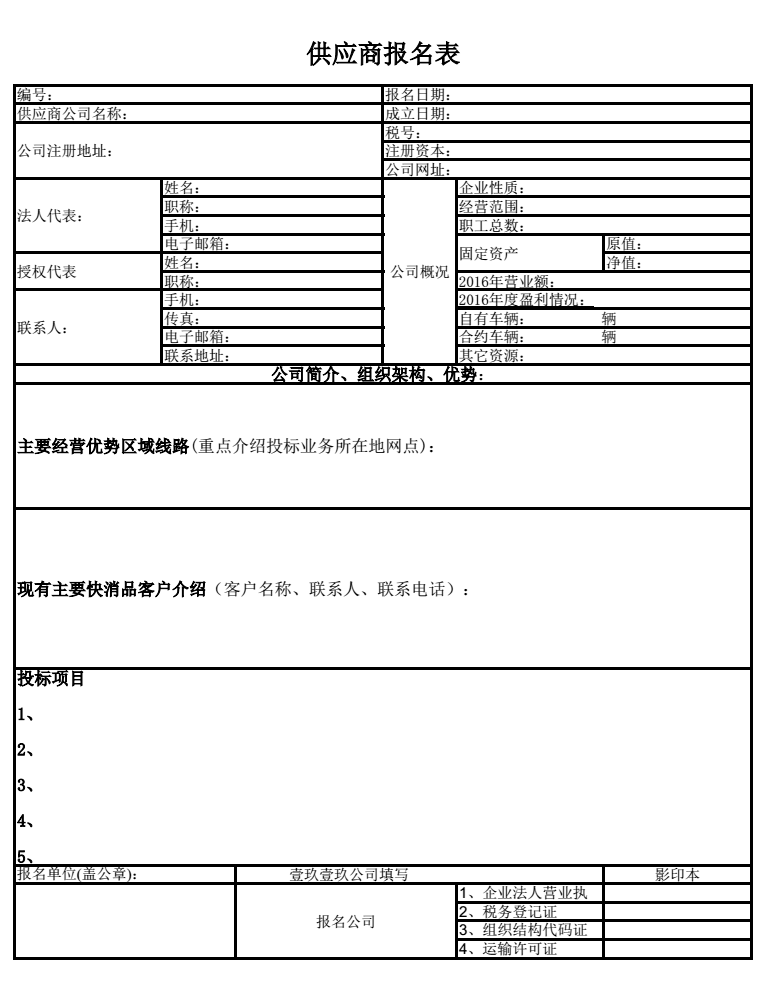 供应商报名表
编号： 报名日期：
供应商公司名称： 成立日期：
公司注册地址： 税号：
注册资本：
公司网址：
法人代表： 姓名： 公司概况 企业性质：
职称： 经营范围：
手机： 职工总数：
电子邮箱： 固定资产 原值：
授权代表 姓名： 净值：
职称： 2016年营业额：
联系人： 手机： 2016年度盈利情况：
传真： 自有车辆： 辆
电子邮箱： 合约车辆： 辆
联系地址： 其它资源：
公司简介、组织架构、优势：
主要经营优势区域线路(重点介绍投标业务所在地网点)：
现有主要快消品客户介绍（客户名称、联系人、联系电话）：
投标项目
1、
2、
3、
4、
5、
报名单位(盖公章)： 壹玖壹玖公司填写 影印本
报名公司 1、企业法人营业执
2、税务登记证
3、组织结构代码证
4、运输许可证